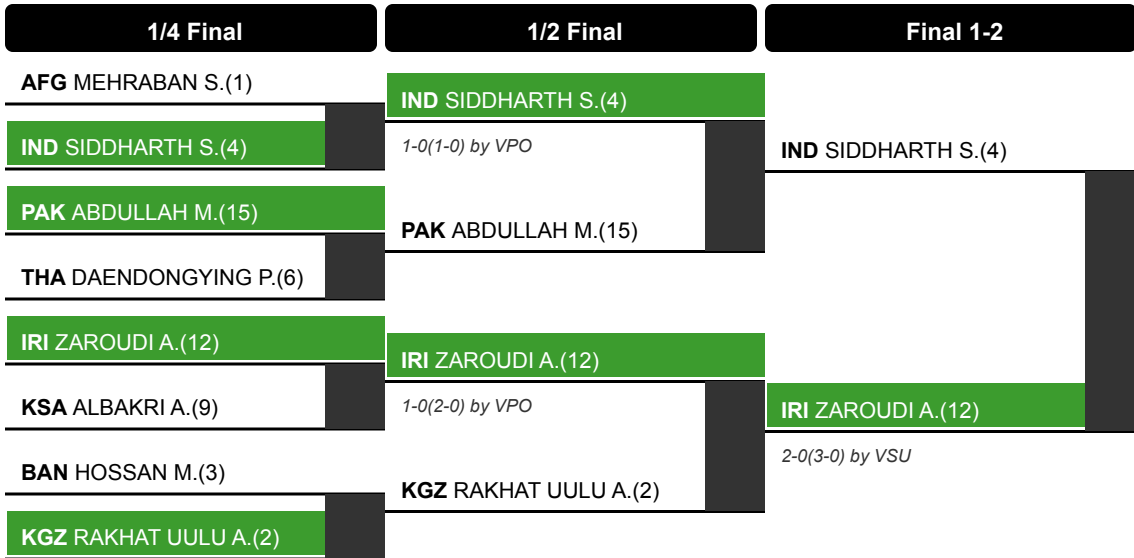 1/4 Final
1/2 Final
Final 1-2
AFG MEHRABAN S.(1)
IND SIDDHARTH S.(4)
PAK ABDULLAH M.(15)
THA DAENDONGYING P.(6)
IRI ZAROUDI A.(12)
KSA ALBAKRI A.(9)
BAN HOSSAN M.(3)
KGZ RAKHAT UULU A.(2)
IND SIDDHARTH S.(4)
1-0(1-0) by VPO
PAK ABDULLAH M.(15)
IRI ZAROUDI A.(12)
1-0(2-0) by VPO
KGZ RAKHAT UULU A.(2)
IND SIDDHARTH S.(4)
IRI ZAROUDI A.(12)
2-0(3-0) by VSU